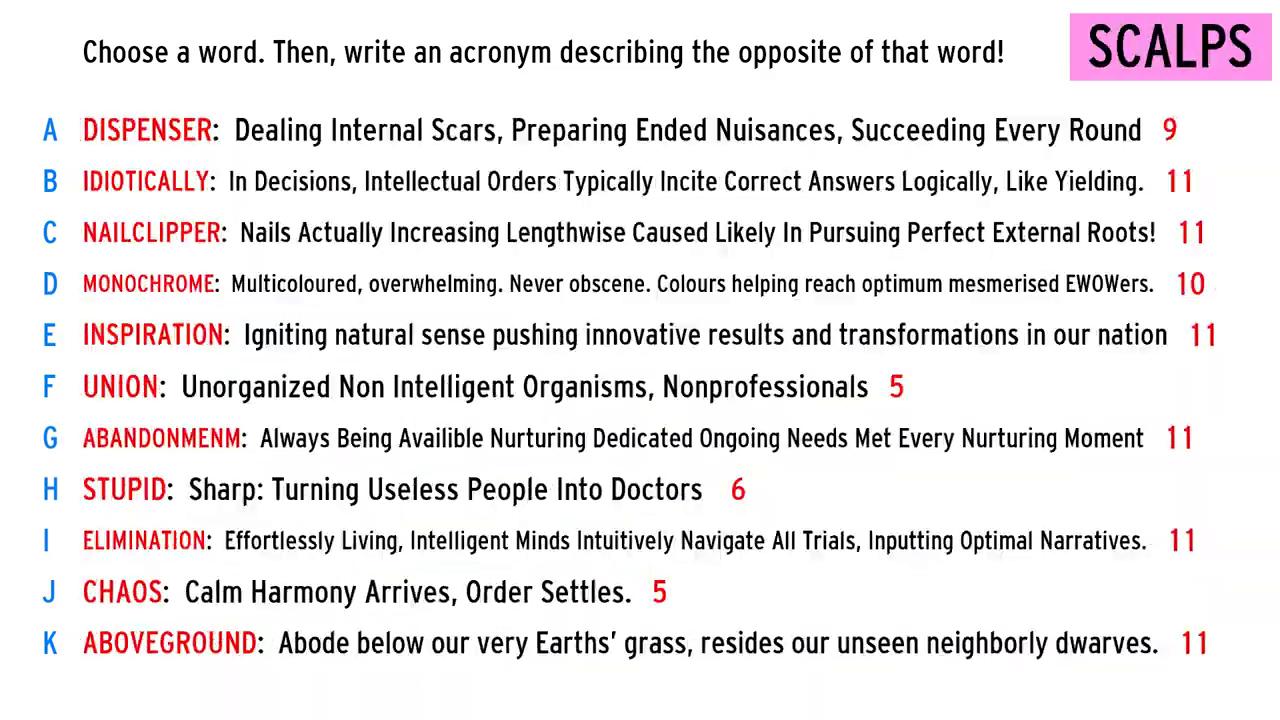 Choose a word. Then, write an acronym describing the opposite of that word!
SCALPS
A DISPENSER: Dealing Internal Scars, Preparing Ended Nuisances, Succeeding Every Round 9
B IDIOTICALLY: In Decisions, Intellectual Orders Typically Incite Correct Answers Logically, Like Yielding. 11
C NAILCLIPPER: Nails Actually Increasing Lengthwise Caused Likely In Pursuing Perfect External Roots! 11
D MONOCHROME: Multicoloured, overwhelming. Never obscene. Colours helping reach optimum mesmerised EWOWers. 10
E INSPIRATION: Igniting natural sense pushing innovative results and transformations in our nation 11
F UNION: Unorganized Non Intelligent Organisms, Nonprofessionals 5
G ABANDONMENM: Always Being Availible Nurturing Dedicated Ongoing Needs Met Every Nurturing Moment 11
H STUPID: Sharp: Turning Useless People Into Doctors 6
I ELIMINATION: Effortlessly Living, Intelligent Minds Intuitively Navigate All Trials, Inputting Optimal Narratives. 11
J CHAOS: Calm Harmony Arrives, Order Settles. 5
K ABOVEGROUND: Abode below our very Earths' grass, resides our unseen neighborly dwarves. 11